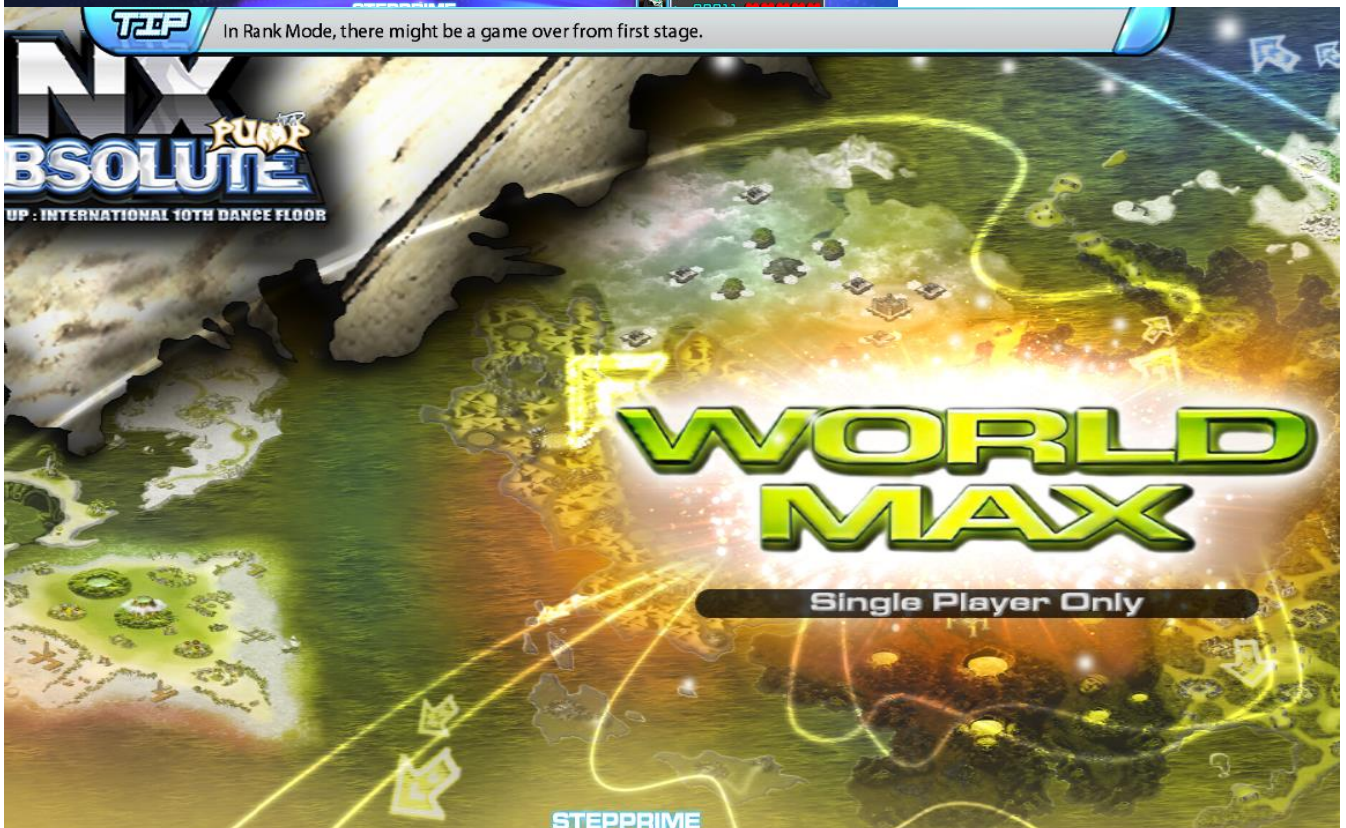 STEPPRIME
TIP
In Rank Mode, there might be a game over from first stage.
NX
BSOLUTE
PUMP
UP : INTERNATIONAL 10TH DANCE FLOOR
WORLD
MAX
Single Player Only
STEPPRIME